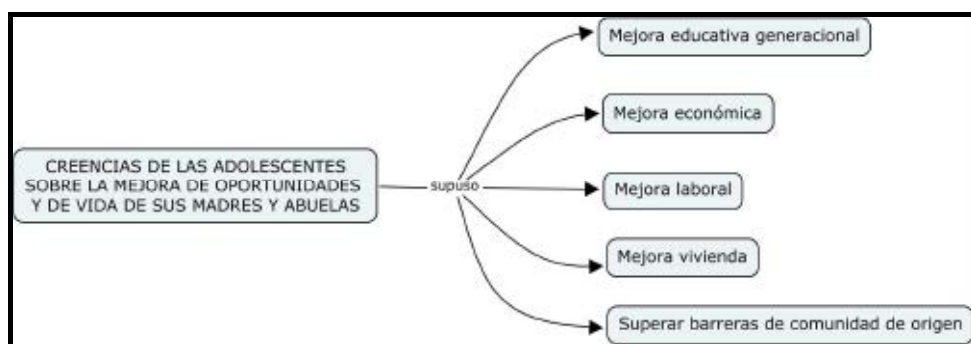 CREENCIAS DE LAS ADOLESCENTES
SOBRE LA MEJORA DE OPORTUNIDADES
Y DE VIDA DE SUS MADRES Y ABUELAS
supuso
Mejora educativa generacional
Mejora económica
Mejora laboral
Mejora vivienda
Superar barreras de comunidad de origen